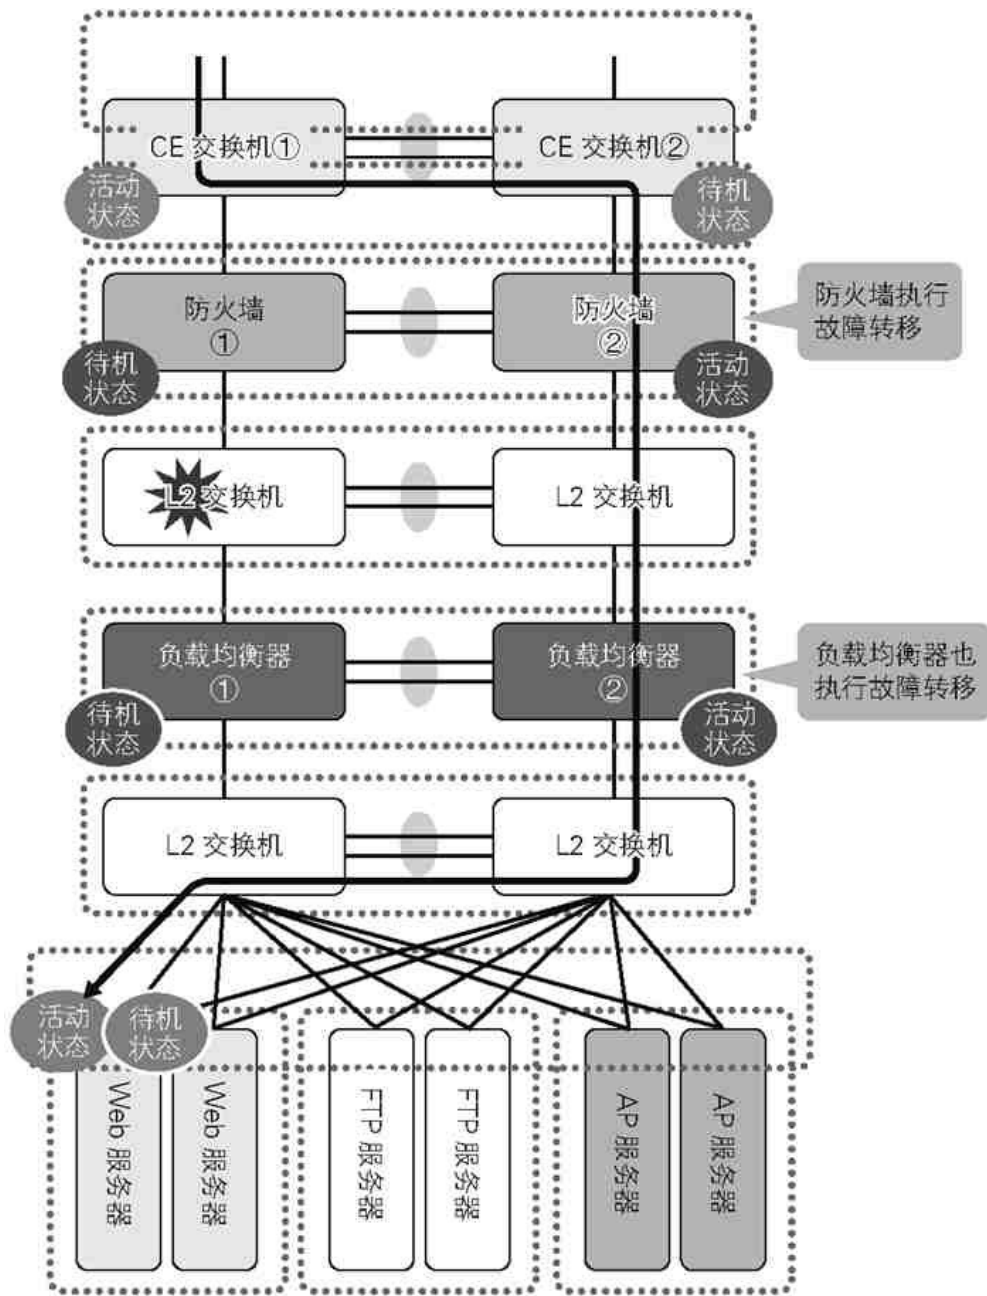 CE 交换机①
CE 交换机②
活动
状态
待机
状态
防火墙
①
防火墙
②
防火墙执行
故障转移
待机
状态
活动
状态
L2 交换机
L2 交换机
负载均衡器
①
负载均衡器
②
负载均衡器也
执行故障转移
待机
状态
活动
状态
L2 交换机
L2 交换机
活动
状态
待机
状态
Web 服务器
Web 服务器
FTP 服务器
FTP 服务器
AP 服务器
AP 服务器